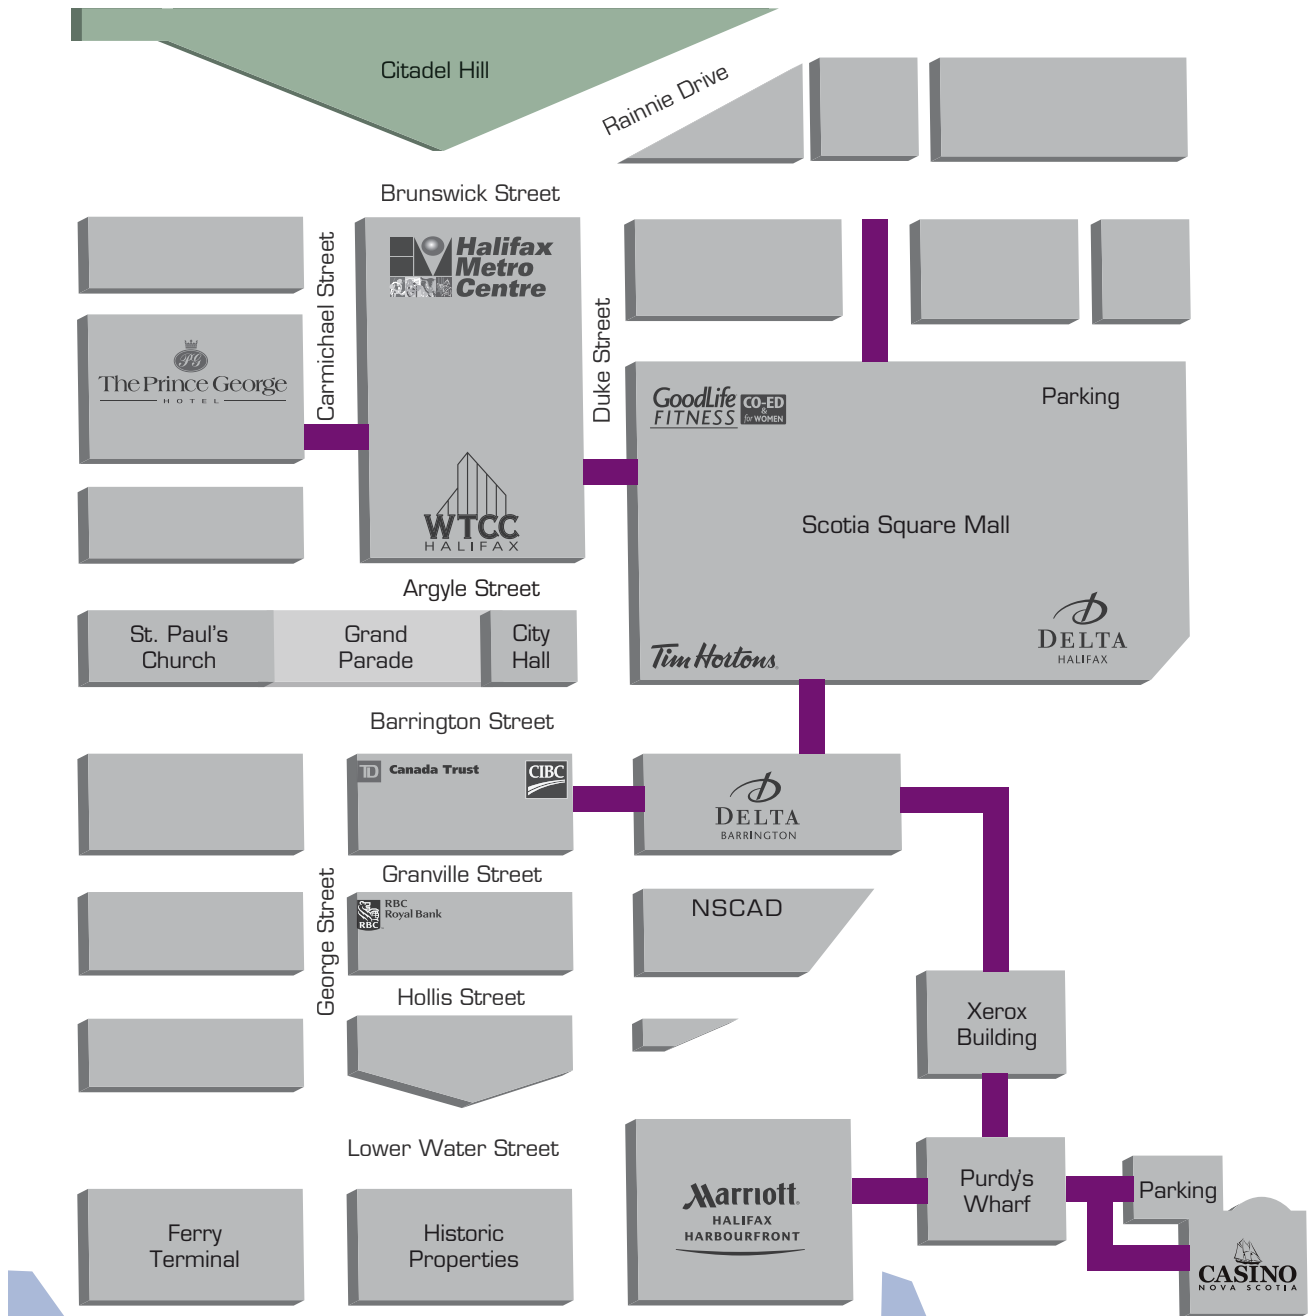 Citadel Hill
Rainnie Drive
Brunswick Street
Carmichael Street
Halifax
Metro
Centre
Duke Street
PG
The Prince George
HOTEL
GoodLife
FITNESS
CO-ED
&
for WOMEN
Parking
WTCC
HALIFAX
Scotia Square Mall
Argyle Street
St. Paul's
Church
Grand
Parade
City
Hall
Tim Hortons
DELTA
HALIFAX
Barrington Street
TD Canada Trust
CIBC
DELTA
BARRINGTON
Granville Street
George Street
RBC
RBC
Royal Bank
NSCAD
Hollis Street
Xerox
Building
Lower Water Street
Ferry
Terminal
Historic
Properties
Marriott
HALIFAX
HARBOURFRONT
Purdy's
Wharf
Parking
CASINO
NOVA SCOTIA